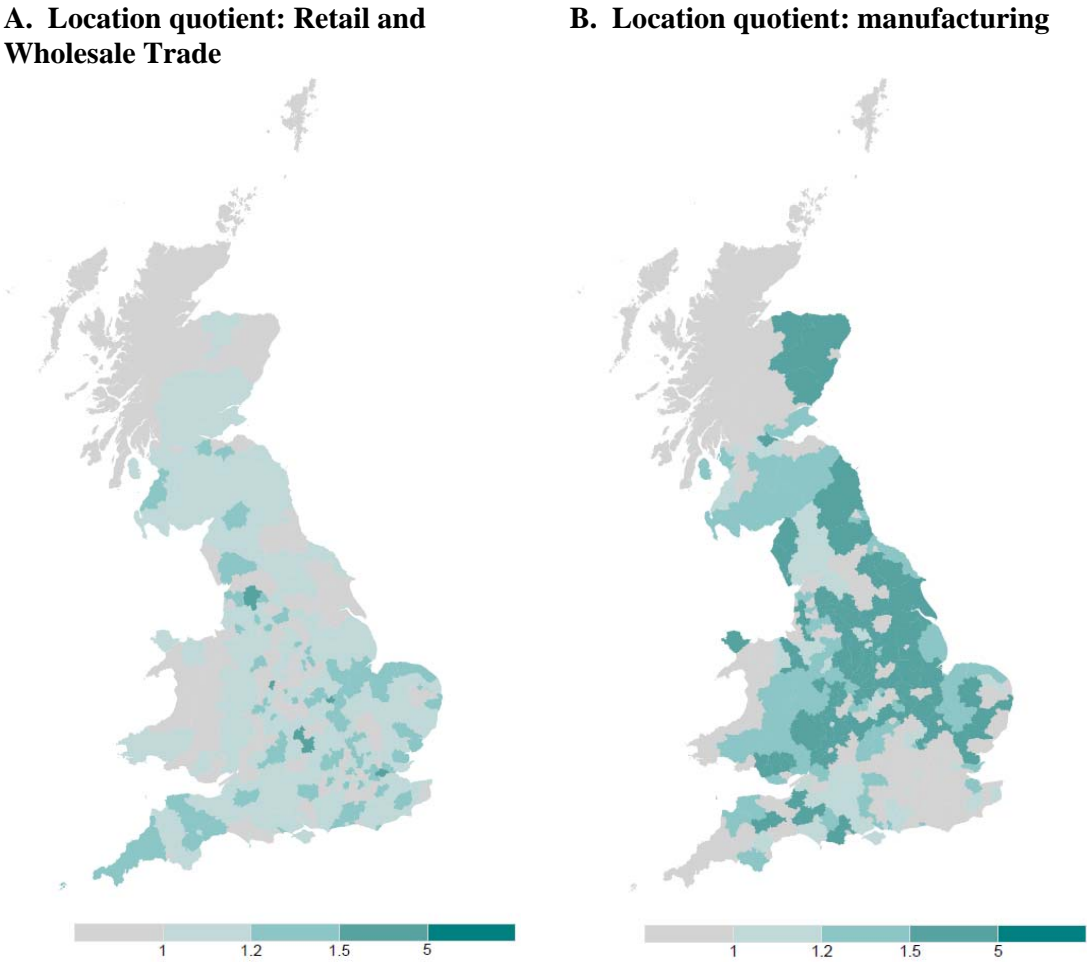 A. Location quotient: Retail and
Wholesale Trade
B. Location quotient: manufacturing
1 1.2 1.5 5
1 1.2 1.5 5